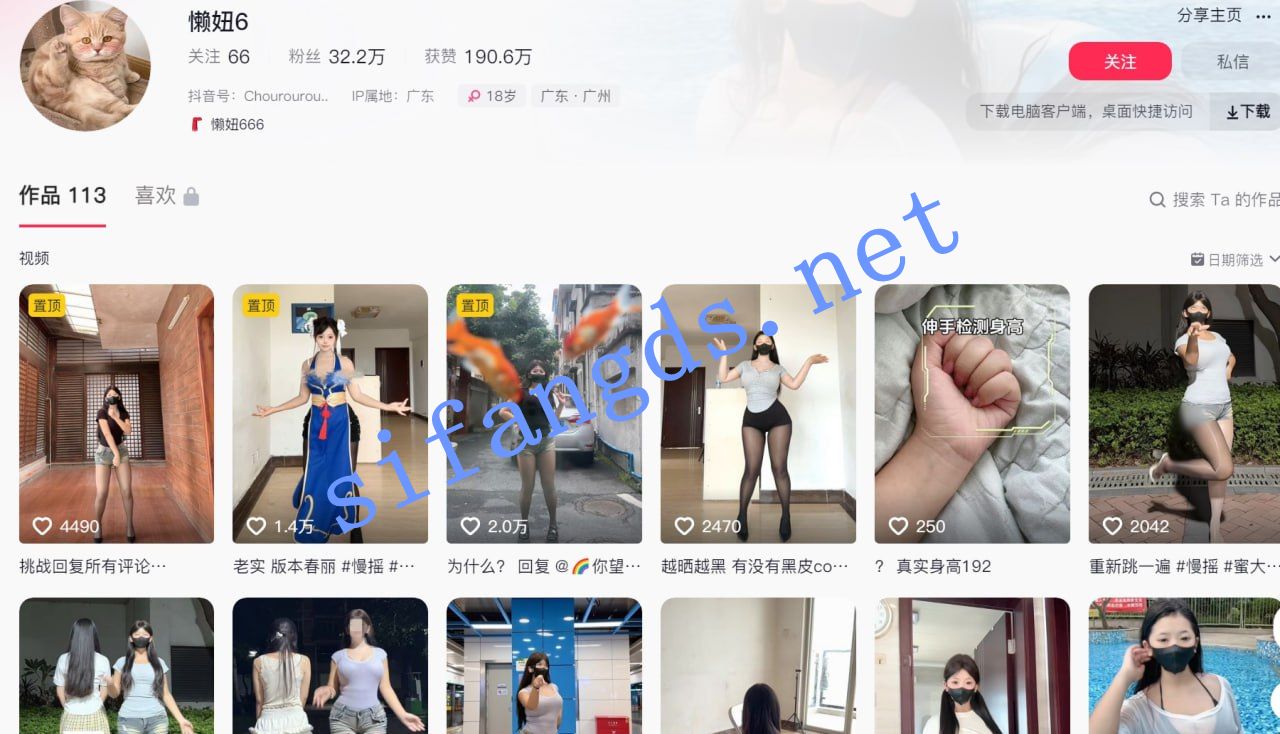 懒妞6
分享主页 ···
关注 66 粉丝 32.2万 获赞 190.6万
关注 私信
抖音号：Chourourou.. IP属地：广东 18岁 广东·广州
懒妞666
下载电脑客户端，桌面快捷访问 下载
作品 113 喜欢
搜索 Ta 的作品
视频
日期筛选
置顶
置顶
置顶
伸手检测身高
4490
1.4万
2.0万
2470
250
2042
挑战回复所有评论···
老实 版本春丽 #慢摇 #···
为什么？ 回复 @🌈你望···
越晒越黑 有没有黑皮co···
？ 真实身高192
重新跳一遍 #慢摇 #蜜大···
sifangds.net